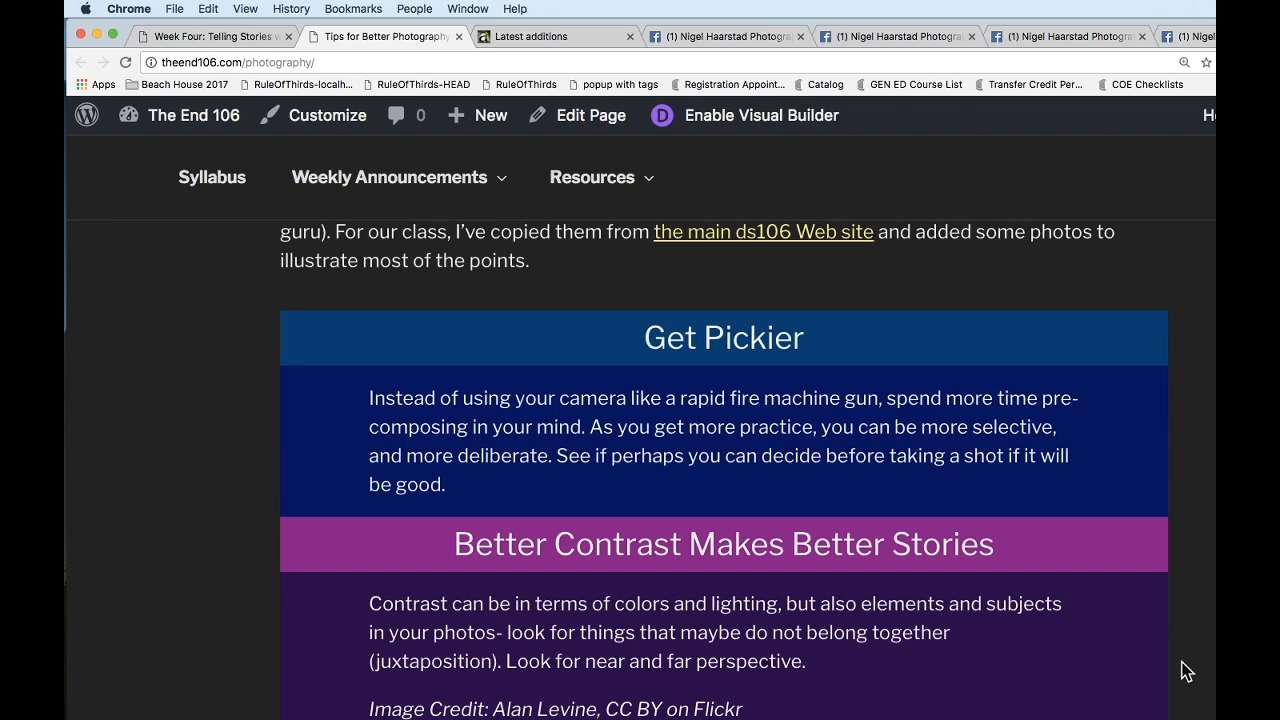 Chrome File Edit View History Bookmarks People Window Help
Week Four: Telling Stories w Tips for Better Photography Latest additions (1) Nigel Haarstad Photogra (1) Nigel Haarstad Photogra (1) Nigel Haarstad Photogra (1) Nigel
theend106.com/photography/
Apps Beach House 2017 RuleOfThirds-localh... RuleOfThirds-HEAD RuleOfThirds popup with tags Registration Appoint... Catalog GEN ED Course List Transfer Credit Per... COE Checklists
The End 106 Customize 0 New Edit Page D Enable Visual Builder
Syllabus Weekly Announcements Resources
guru). For our class, I’ve copied them from the main ds106 Web site and added some photos to
illustrate most of the points.
Get Pickier
Instead of using your camera like a rapid fire machine gun, spend more time pre-
composing in your mind. As you get more practice, you can be more selective,
and more deliberate. See if perhaps you can decide before taking a shot if it will
be good.
Better Contrast Makes Better Stories
Contrast can be in terms of colors and lighting, but also elements and subjects
in your photos- look for things that maybe do not belong together
(juxtaposition). Look for near and far perspective.
Image Credit: Alan Levine, CC BY on Flickr